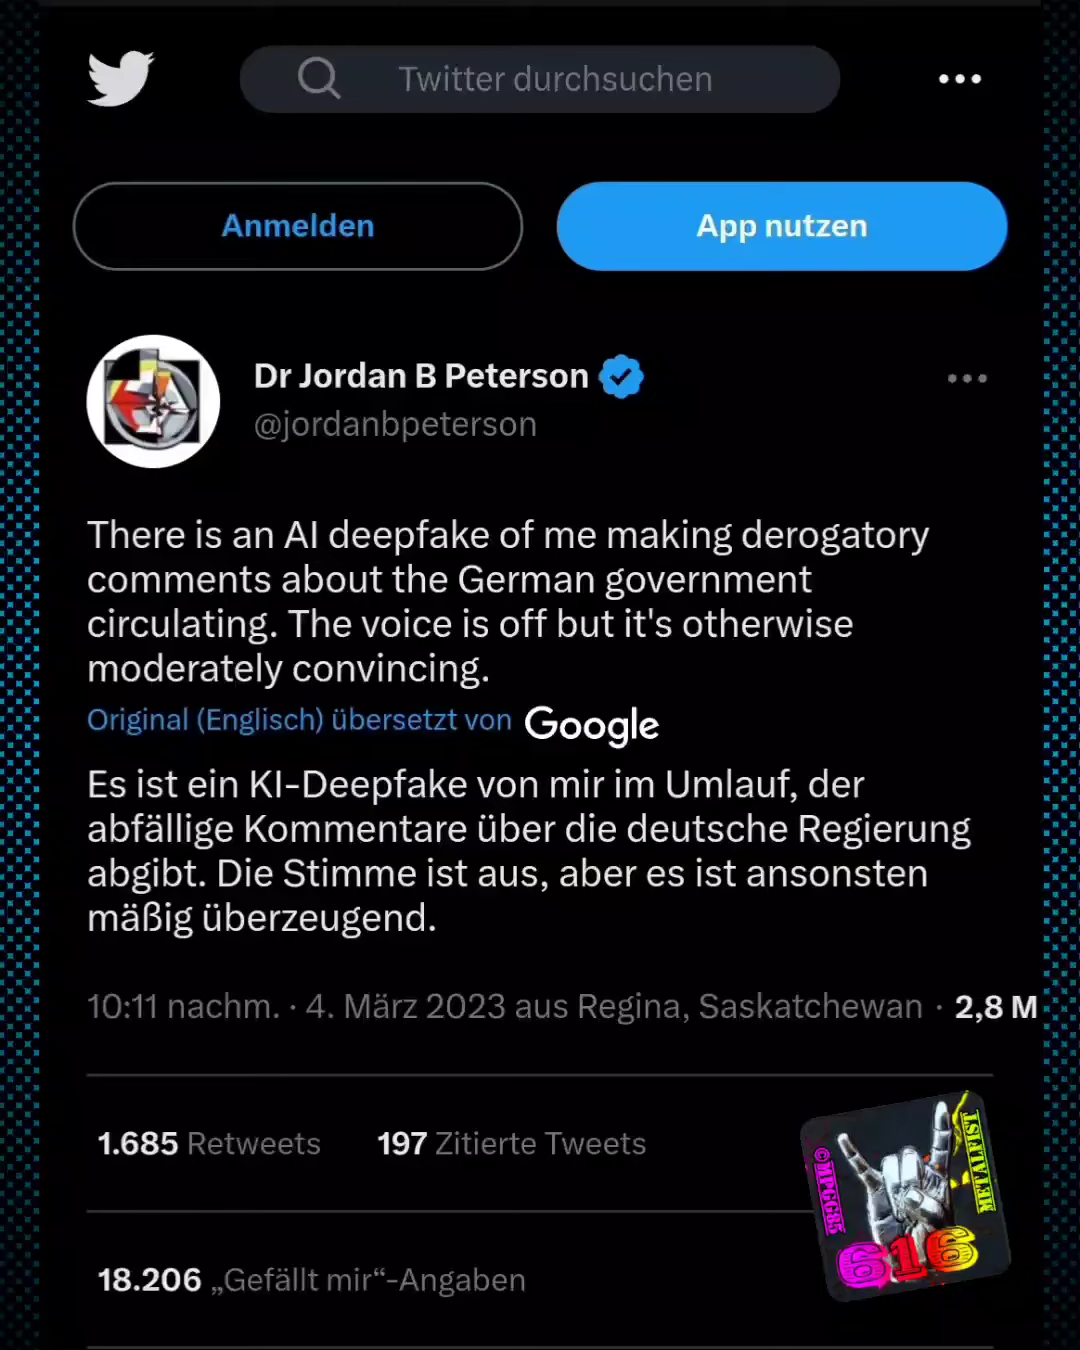 Twitter durchsuchen
Anmelden
App nutzen
Dr Jordan B Peterson
@jordanbpeterson
There is an AI deepfake of me making derogatory
comments about the German government
circulating. The voice is off but it's otherwise
moderately convincing.
Original (Englisch) übersetzt von Google
Es ist ein KI-Deepfake von mir im Umlauf, der
abfällige Kommentare über die deutsche Regierung
abgibt. Die Stimme ist aus, aber es ist ansonsten
mäßig überzeugend.
10:11 nachm. · 4. März 2023 aus Regina, Saskatchewan · 2,8 M
1.685 Retweets 197 Zitierte Tweets
18.206 „Gefällt mir“-Angaben
©MPGG85
METALFIST
616